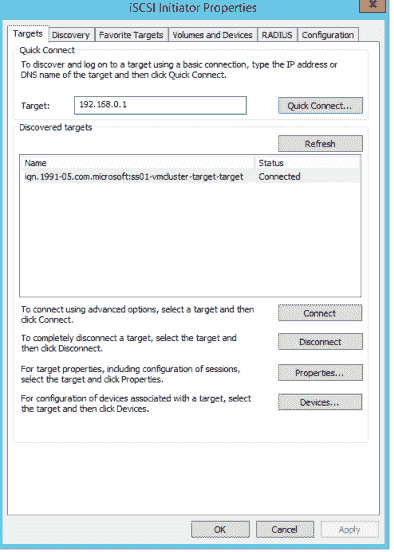 iSCSI Initiator Properties
x
Targets Discovery Favorite Targets Volumes and Devices RADIUS Configuration
Quick Connect
To discover and log on to a target using a basic connection, type the IP address or
DNS name of the target and then click Quick Connect.
Target: 192.168.0.1 Quick Connect...
Discovered targets
Refresh
Name Status
iqn.1991-05.com.microsoft:ss01-vmcluster-target-target Connected
To connect using advanced options, select a target and then
click Connect.
Connect
To completely disconnect a target, select the target and
then click Disconnect.
Disconnect
For target properties, including configuration of sessions,
select the target and click Properties.
Properties...
For configuration of devices associated with a target, select
the target and then click Devices.
Devices...
OK Cancel Apply